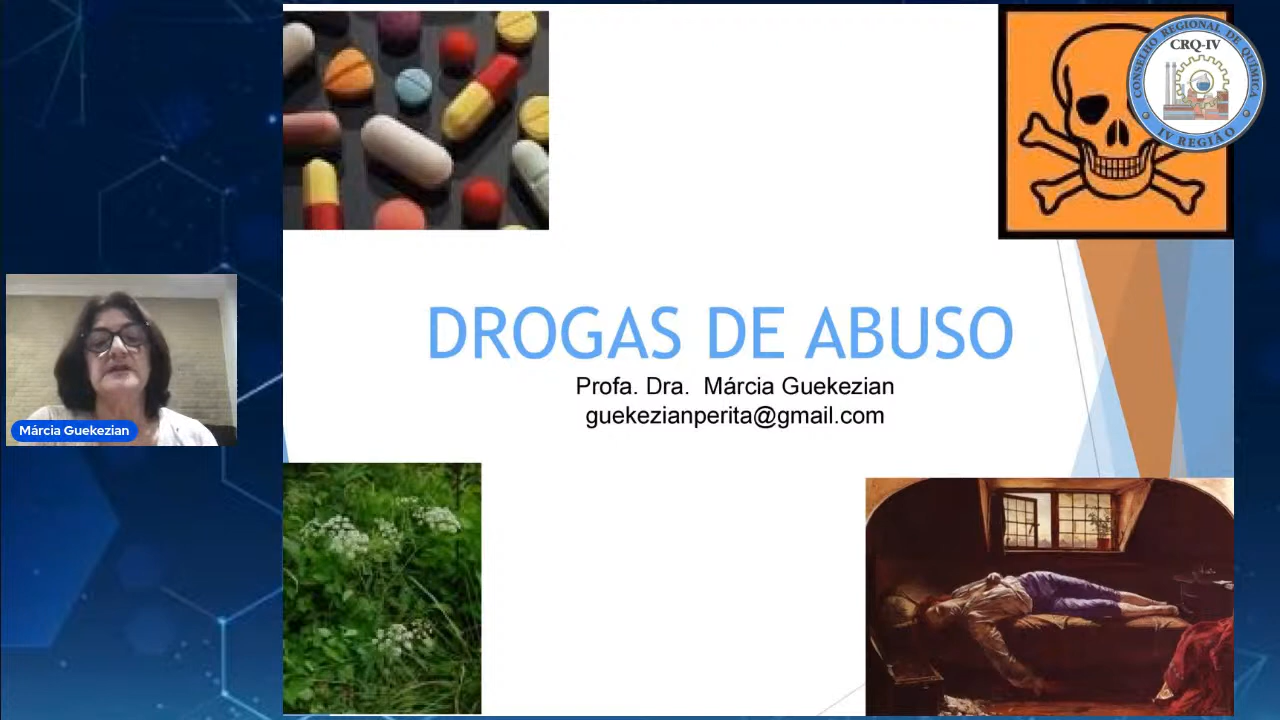 CONSELHO REGIONAL DE QUÍMICA
CRQ-IV
IV REGIÃO
DROGAS DE ABUSO
Profa. Dra. Márcia Guekezian
guekezianperita@gmail.com
Márcia Guekezian